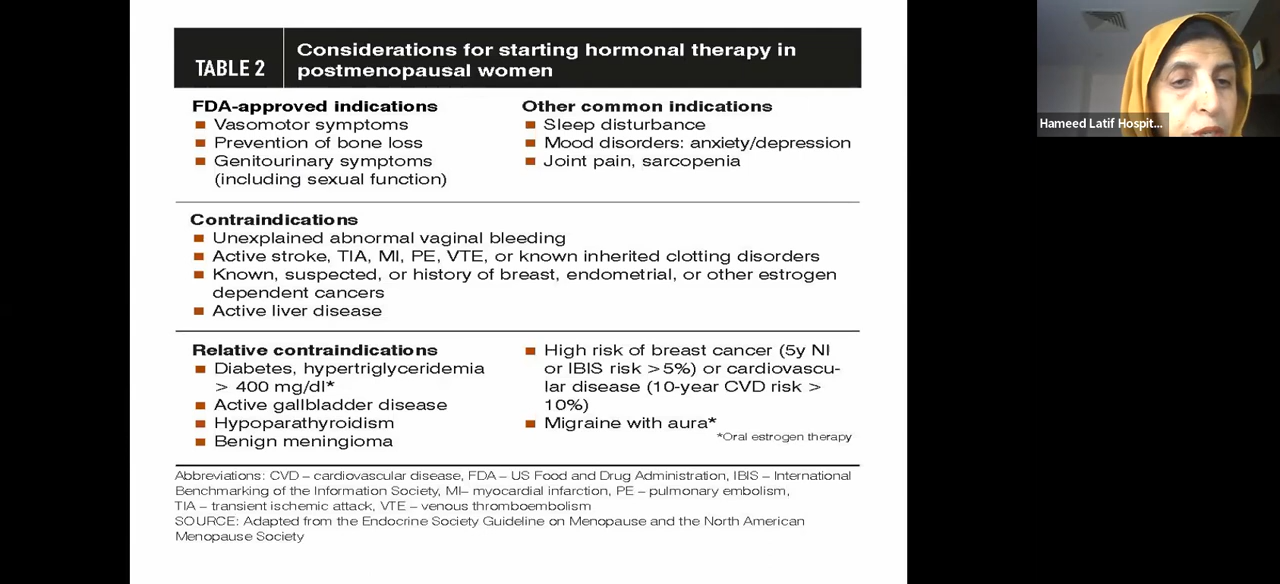 TABLE 2
Considerations for starting hormonal therapy in
postmenopausal women
FDA-approved indications
Vasomotor symptoms
Prevention of bone loss
Genitourinary symptoms
(including sexual function)
Other common indications
Sleep disturbance
Mood disorders: anxiety/depression
Joint pain, sarcopenia
Contraindications
Unexplained abnormal vaginal bleeding
Active stroke, TIA, MI, PE, VTE, or known inherited clotting disorders
Known, suspected, or history of breast, endometrial, or other estrogen
dependent cancers
Active liver disease
Relative contraindications
Diabetes, hypertriglyceridemia
> 400 mg/dl*
Active gallbladder disease
Hypoparathyroidism
Benign meningioma
High risk of breast cancer (5y NI
or IBIS risk >5%) or cardiovascu-
lar disease (10-year CVD risk >
10%)
Migraine with aura*
*Oral estrogen therapy
Abbreviations: CVD – cardiovascular disease, FDA – US Food and Drug Administration, IBIS – International
Benchmarking of the Information Society, MI– myocardial infarction, PE – pulmonary embolism,
TIA – transient ischemic attack, VTE – venous thromboembolism
SOURCE: Adapted from the Endocrine Society Guideline on Menopause and the North American
Menopause Society
Hameed Latif Hospit...